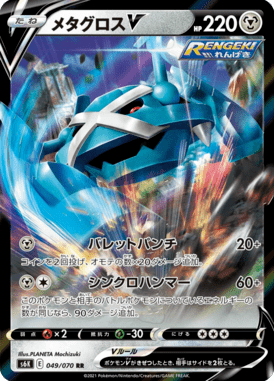 たね メタグロスV HP220
RENGEKI
れんげき
バレットパンチ 20+
コインを2回投げ、オモテの数×20ダメージ追加。
シンクロハンマー 60+
このポケモンと相手のバトルポケモンについているエネルギーの
数が同じなら、90ダメージ追加。
弱点 ×2 抵抗力 -30 にげる
Illus.PLANETA Mochizuki
Vルール
ポケモンVがきぜつしたとき、相手はサイドを2枚とる。
S6K E 049/070 RR
©2021 Pokémon/Nintendo/Creatures/GAME FREAK.